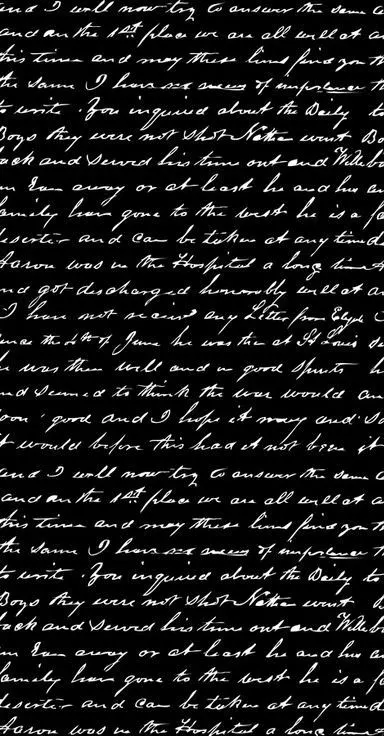 and I will now try to answer the same
and on the 1st place we are all well at
this time and may these lines find you
the same I have no news of importance
to write. You inquired about the Daily
Boys they were not shot Nathan went
back and served his time out and
ran away or at least he and his
family have gone to the west he is a
deserter and can be taken at any time
Aaron was in the Hospital a long time
and got discharged honorably well at
I have not received any Letter from
since the 4th of June he was the at St Louis
he was then well and in good spirits
and seemed to think the war would
soon good and I hope it may and
it would before this had it not been
and I will now try to answer the same
and on the 1st place we are all well at
this time and may these lines find you
the same I have no news of importance
to write. You inquired about the Daily to
Boys they were not shot Nathan went
back and served his time out and
ran away or at least he and his
family have gone to the west he is a
deserter and can be taken at any time
Aaron was in the Hospital a long time